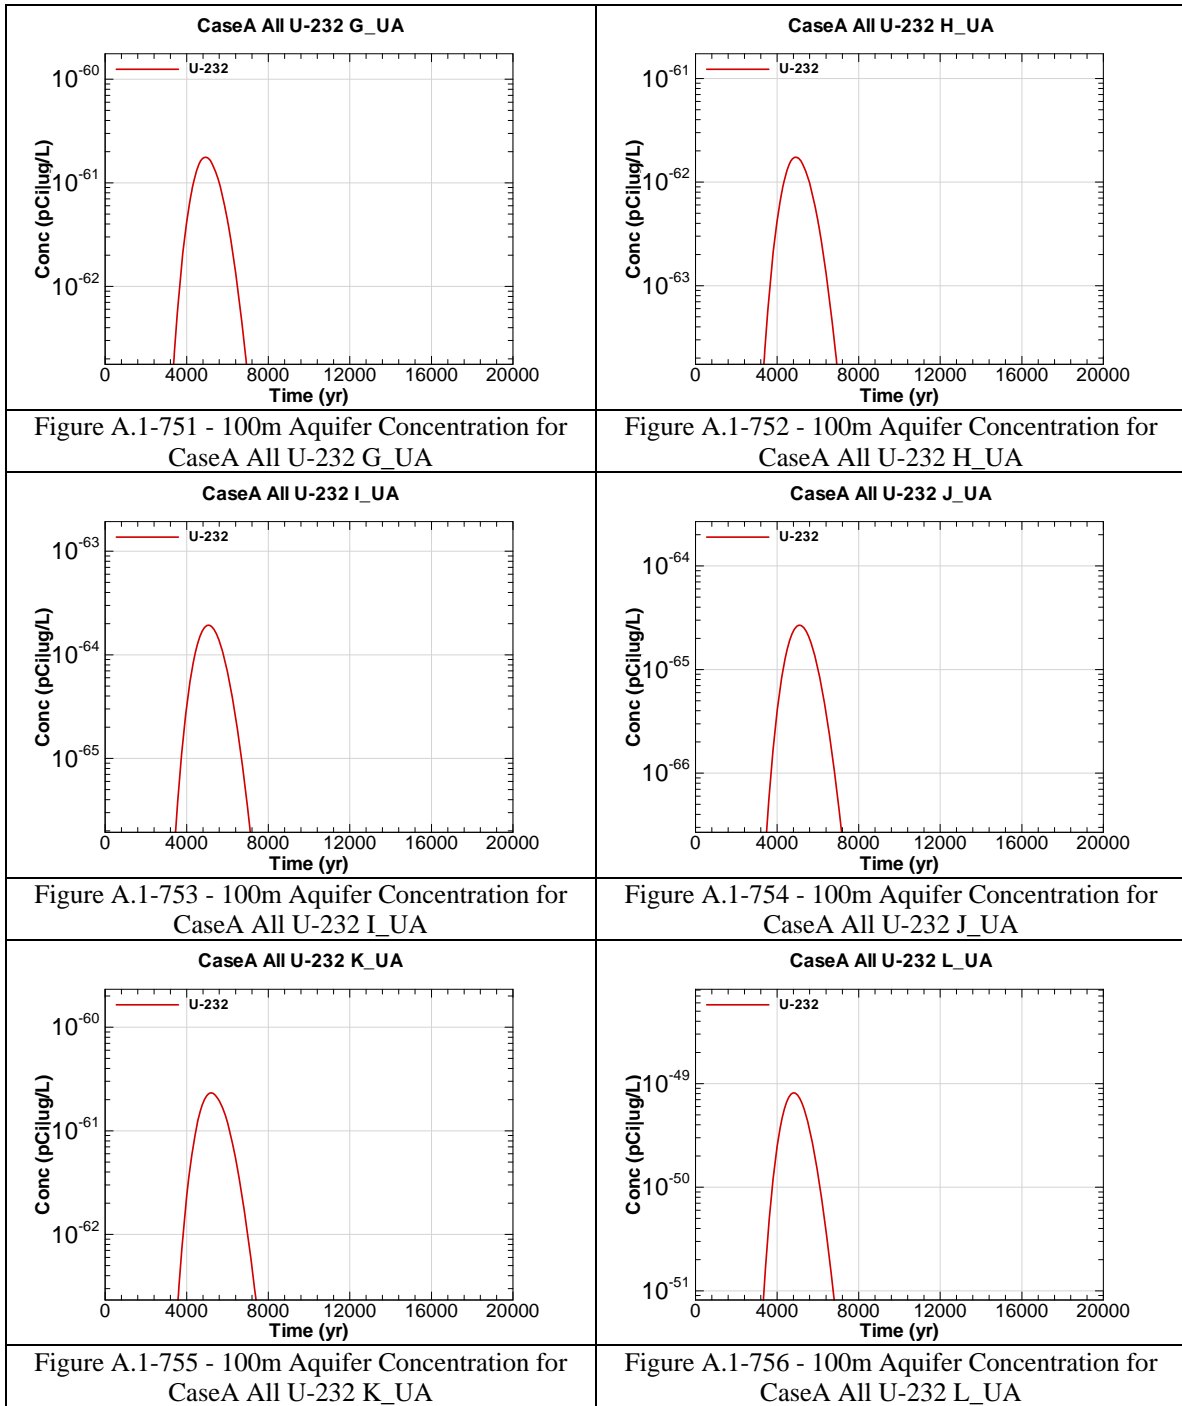 CaseA All U-232 G_UA
U-232
10^-60
10^-61
10^-62
Conc (pCi|ug/L)
0 4000 8000 12000 16000 20000
Time (yr)
Figure A.1-751 - 100m Aquifer Concentration for
CaseA All U-232 G_UA
CaseA All U-232 H_UA
U-232
10^-61
10^-62
10^-63
Conc (pCi|ug/L)
0 4000 8000 12000 16000 20000
Time (yr)
Figure A.1-752 - 100m Aquifer Concentration for
CaseA All U-232 H_UA
CaseA All U-232 I_UA
U-232
10^-63
10^-64
10^-65
Conc (pCi|ug/L)
0 4000 8000 12000 16000 20000
Time (yr)
Figure A.1-753 - 100m Aquifer Concentration for
CaseA All U-232 I_UA
CaseA All U-232 J_UA
U-232
10^-64
10^-65
10^-66
Conc (pCi|ug/L)
0 4000 8000 12000 16000 20000
Time (yr)
Figure A.1-754 - 100m Aquifer Concentration for
CaseA All U-232 J_UA
CaseA All U-232 K_UA
U-232
10^-60
10^-61
10^-62
Conc (pCi|ug/L)
0 4000 8000 12000 16000 20000
Time (yr)
Figure A.1-755 - 100m Aquifer Concentration for
CaseA All U-232 K_UA
CaseA All U-232 L_UA
U-232
10^-49
10^-50
10^-51
Conc (pCi|ug/L)
0 4000 8000 12000 16000 20000
Time (yr)
Figure A.1-756 - 100m Aquifer Concentration for
CaseA All U-232 L_UA